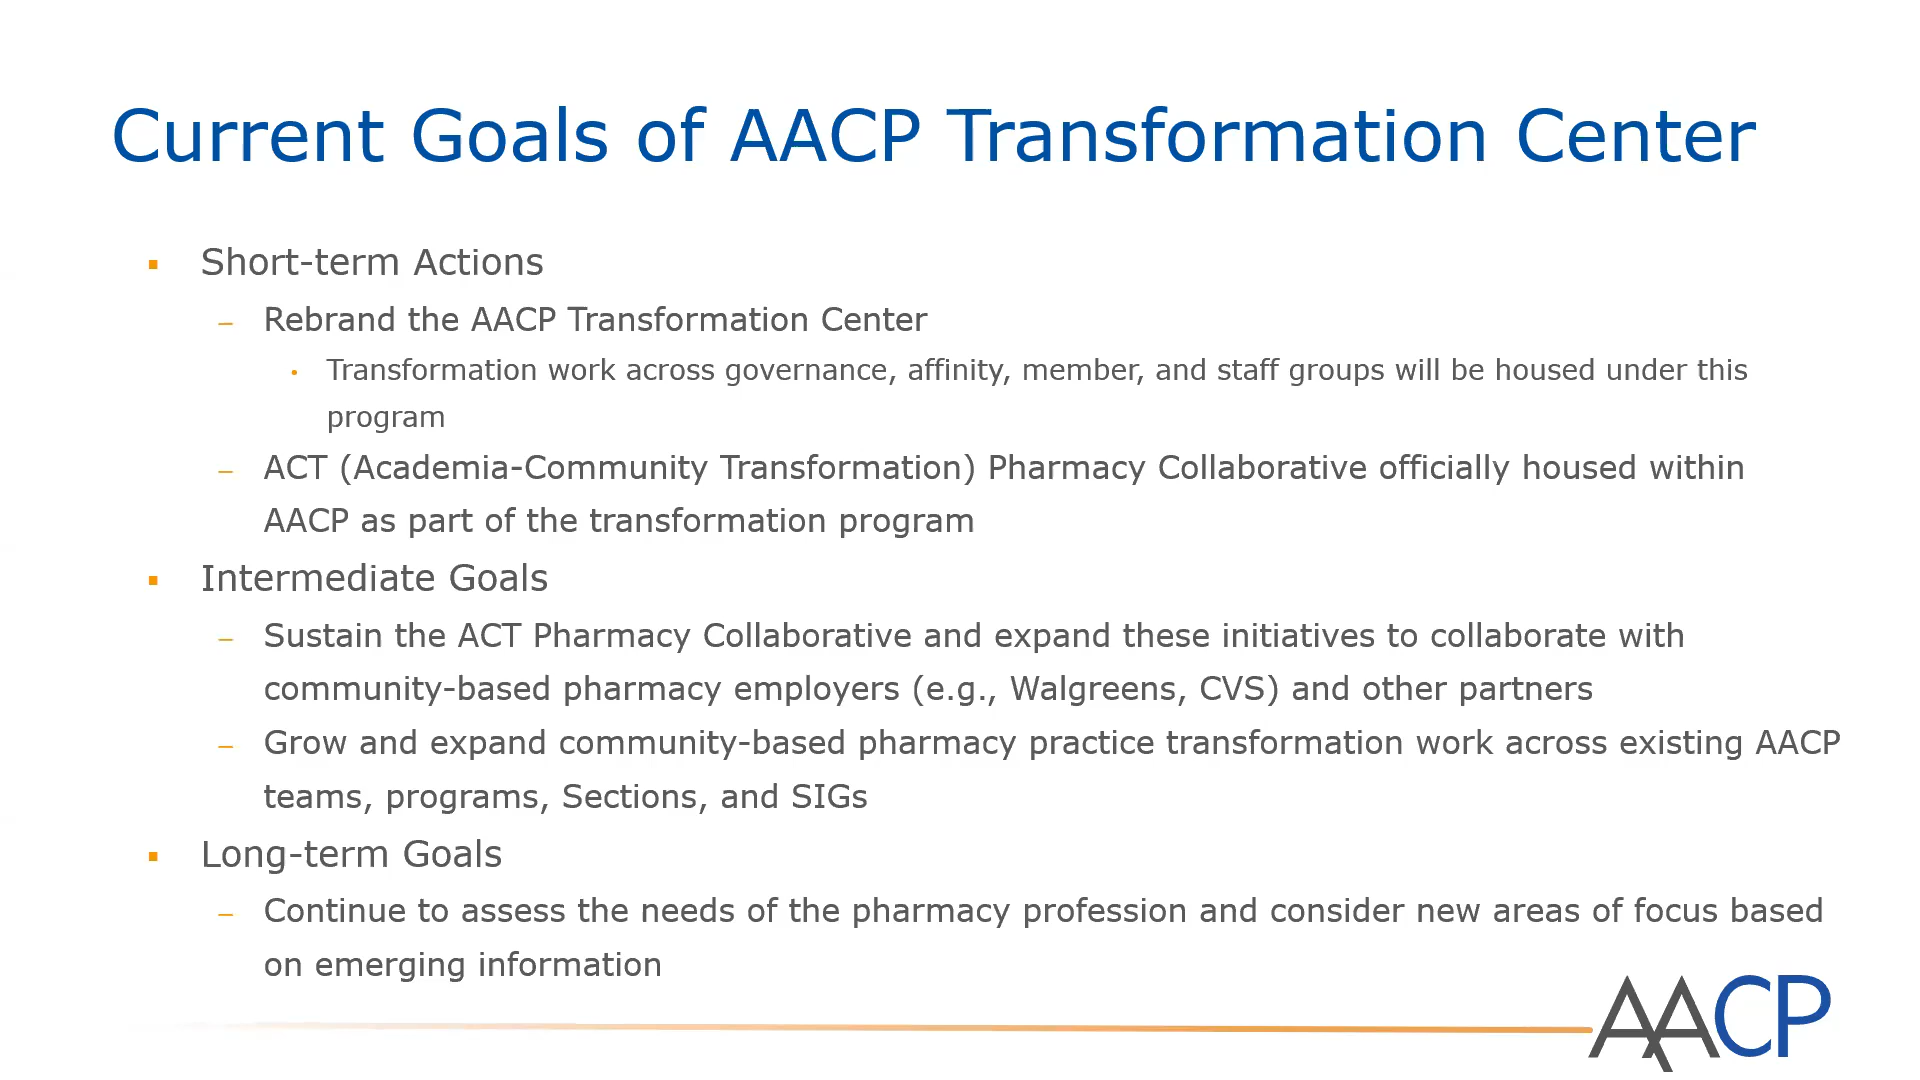 Current Goals of AACP Transformation Center
▪ Short-term Actions
– Rebrand the AACP Transformation Center
• Transformation work across governance, affinity, member, and staff groups will be housed under this
program
– ACT (Academia-Community Transformation) Pharmacy Collaborative officially housed within
AACP as part of the transformation program
▪ Intermediate Goals
– Sustain the ACT Pharmacy Collaborative and expand these initiatives to collaborate with
community-based pharmacy employers (e.g., Walgreens, CVS) and other partners
– Grow and expand community-based pharmacy practice transformation work across existing AACP
teams, programs, Sections, and SIGs
▪ Long-term Goals
– Continue to assess the needs of the pharmacy profession and consider new areas of focus based
on emerging information
AACP